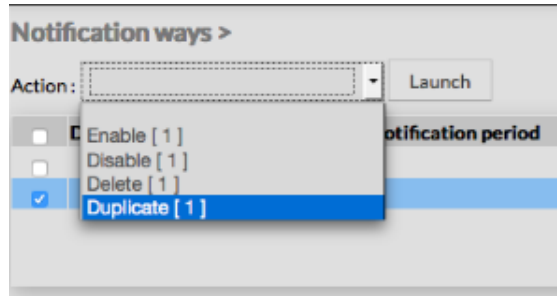 Notification ways >
Action :
Launch
otification period
Enable [ 1 ]
Disable [ 1 ]
Delete [ 1 ]
Duplicate [ 1 ]